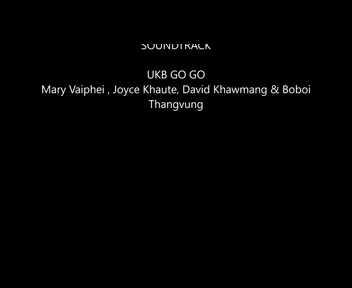 SOUNDTRACK
UKB GO GO
Mary Vaiphei , Joyce Khaute, David Khawmang & Boboi
Thangvung